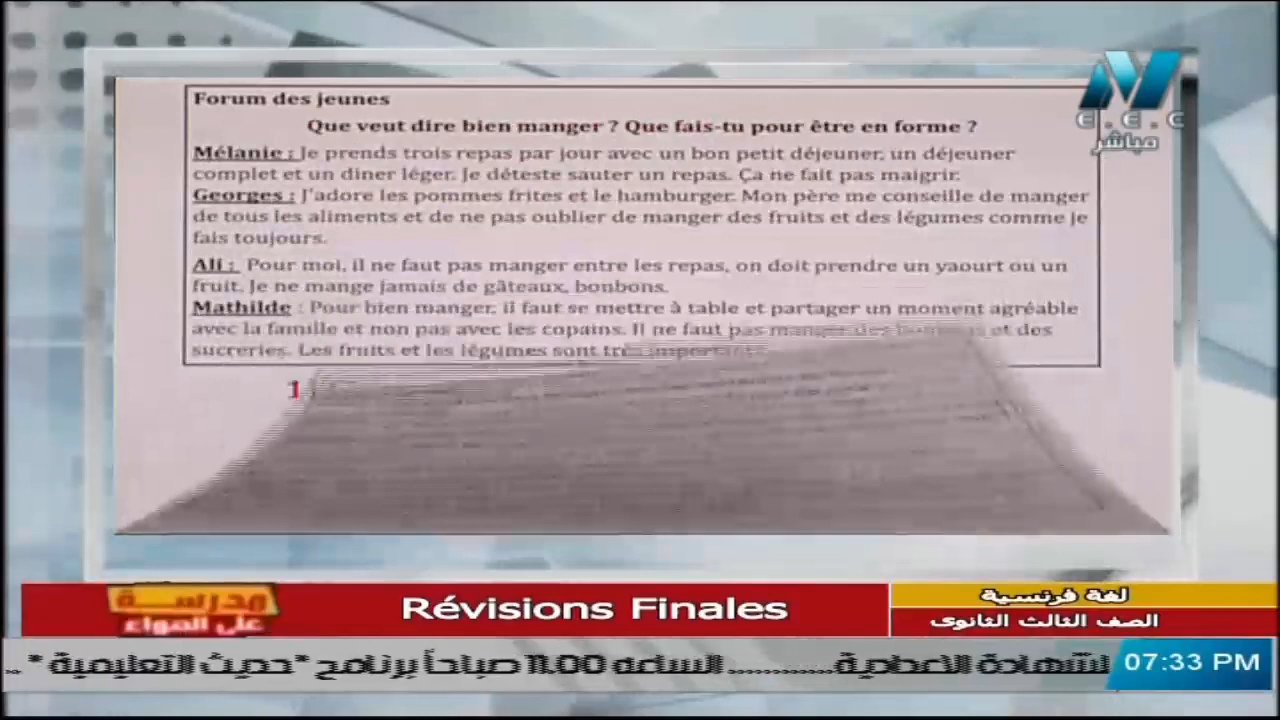 Forum des jeunes
Que veut dire bien manger ? Que fais-tu pour être en forme ?
Mélanie : Je prends trois repas par jour avec un bon petit déjeuner, un déjeuner
complet et un dîner léger. Je déteste sauter un repas. Ça ne fait pas maigrir.
Georges : J'adore les pommes frites et le hamburger. Mon père me conseille de manger
de tous les aliments et de ne pas oublier de manger des fruits et des légumes comme je
fais toujours.
Ali : Pour moi, il ne faut pas manger entre les repas, on doit prendre un yaourt ou un
fruit. Je ne mange jamais de gâteaux, bonbons.
Mathilde : Pour bien manger, il faut se mettre à table et partager un moment agréable
avec la famille et non pas avec les copains. Il ne faut pas manger des et des
sucreries. Les fruits et les légumes sont très
1
E.E.C
مباشر
مدرسة
على الهواء
Révisions Finales
لغة فرنسية
الصف الثالث الثانوى
لشهادة الاعدادية............ الساعه 11.00 صباحاً برنامج "حديث التعليمية" ..
07:33 PM